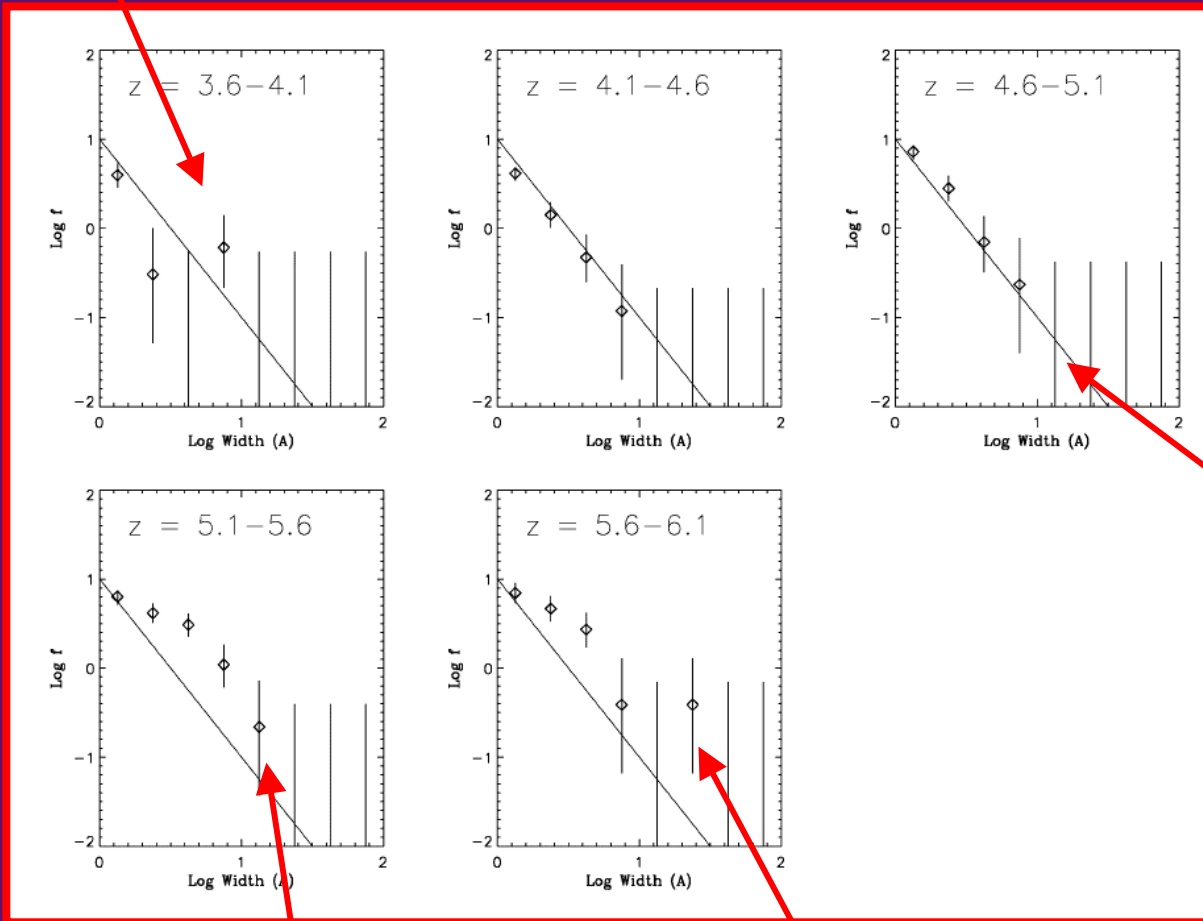 z = 3.6-4.1
2
1
0
-1
-2
Log f
0
1
2
Log Width (A)
z = 4.1-4.6
2
1
0
-1
-2
Log f
0
1
2
Log Width (A)
z = 4.6-5.1
2
1
0
-1
-2
Log f
0
1
2
Log Width (A)
z = 5.1-5.6
2
1
0
-1
-2
Log f
0
1
2
Log Width (A)
z = 5.6-6.1
2
1
0
-1
-2
Log f
0
1
2
Log Width (A)